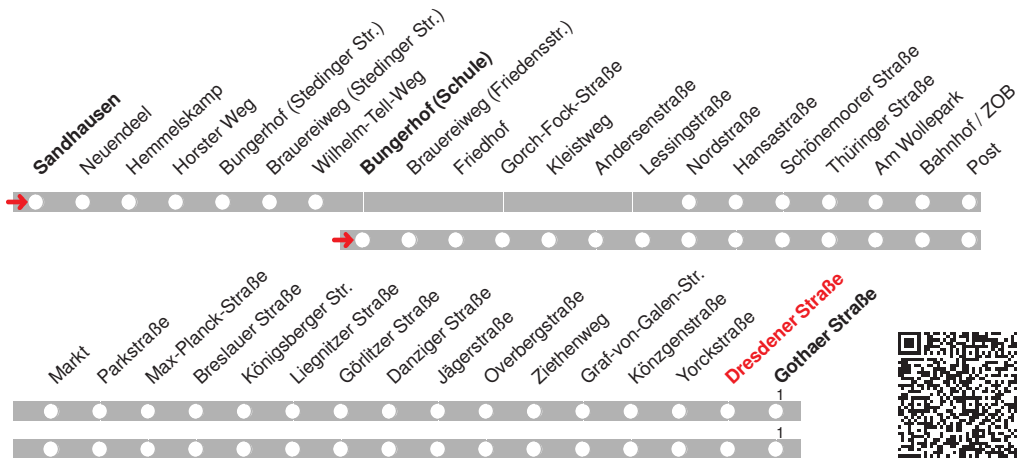 Sandhausen
Neuendeel
Hemmelskamp
Horster Weg
Bungerhof (Stedinger Str.)
Brauereiweg (Stedinger Str.)
Wilhelm-Tell-Weg
Bungerhof (Schule)
Brauereiweg (Friedensstr.)
Friedhof
Gorch-Fock-Straße
Kleistweg
Andersenstraße
Lessingstraße
Nordstraße
Hansastraße
Schönemoorer Straße
Thüringer Straße
Am Wollepark
Bahnhof / ZOB
Post
Markt
Parkstraße
Max-Planck-Straße
Breslauer Straße
Königsberger Str.
Liegnitzer Straße
Görlitzer Straße
Danziger Straße
Jägerstraße
Overbergstraße
Ziethenweg
Graf-von-Galen-Str.
Könzgenstraße
Yorckstraße
Dresdener Straße
Gothaer Straße
1
1